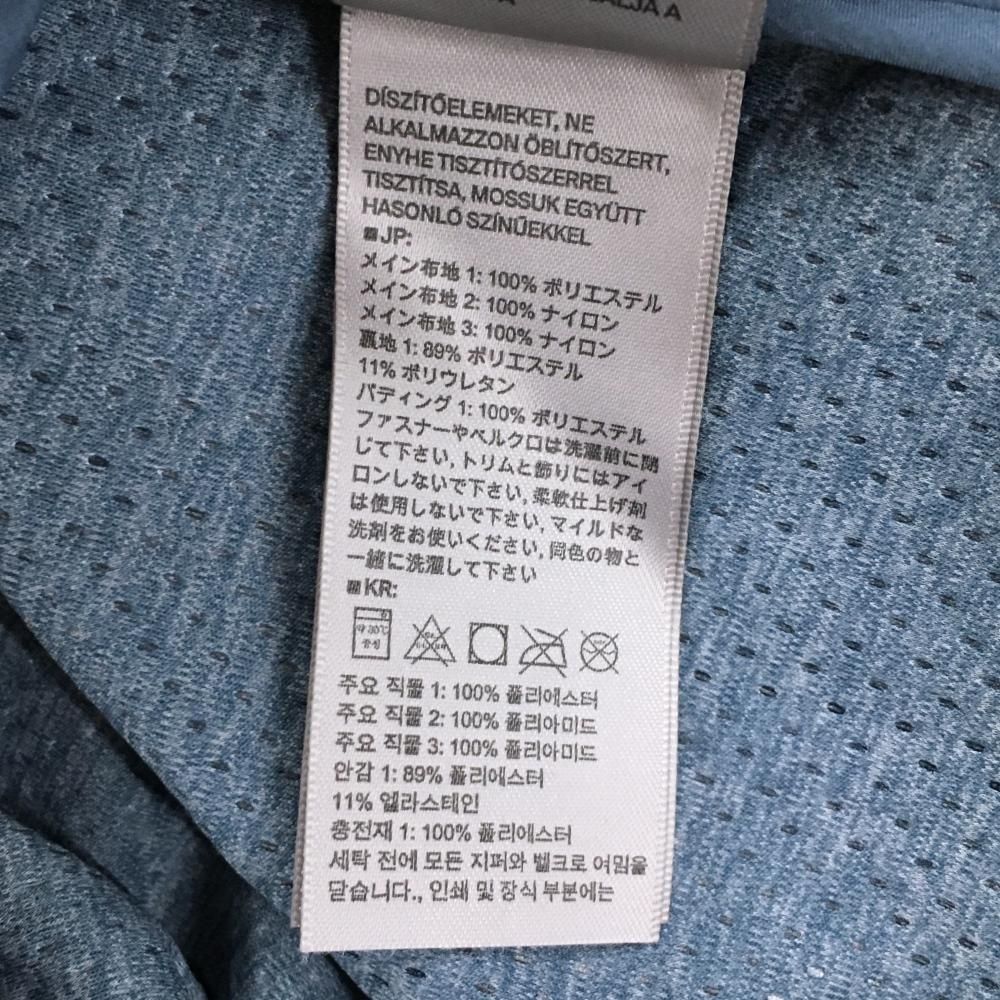 DÍSZÍTŐELEMEKET, NE
ALKALMAZZON ÖBLÍTŐSZERT,
ENYHE TISZTÍTÓSZERREL
TISZTÍTSA, MOSSUK EGYÜTT
HASONLÓ SZÍNŰEKKEL
■JP:
メイン布地 1: 100% ポリエステル
メイン布地 2: 100% ナイロン
メイン布地 3: 100% ナイロン
裏地 1: 89% ポリエステル
11% ポリウレタン
パディング 1: 100% ポリエステル
ファスナーやベルクロは洗濯前に閉
じて下さい, トリムと飾りにはアイ
ロンしないで下さい, 柔軟仕上げ剤
は使用しないで下さい, マイルドな
洗剤をお使いください, 同色の物と
一緒に洗濯して下さい
■KR:
약 30℃
중성
주요 직물 1: 100% 폴리에스터
주요 직물 2: 100% 폴리아미드
주요 직물 3: 100% 폴리아미드
안감 1: 89% 폴리에스터
11% 엘라스테인
충전재 1: 100% 폴리에스터
세탁 전에 모든 지퍼와 벨크로 여밈을
닫습니다., 인쇄 및 장식 부분에는